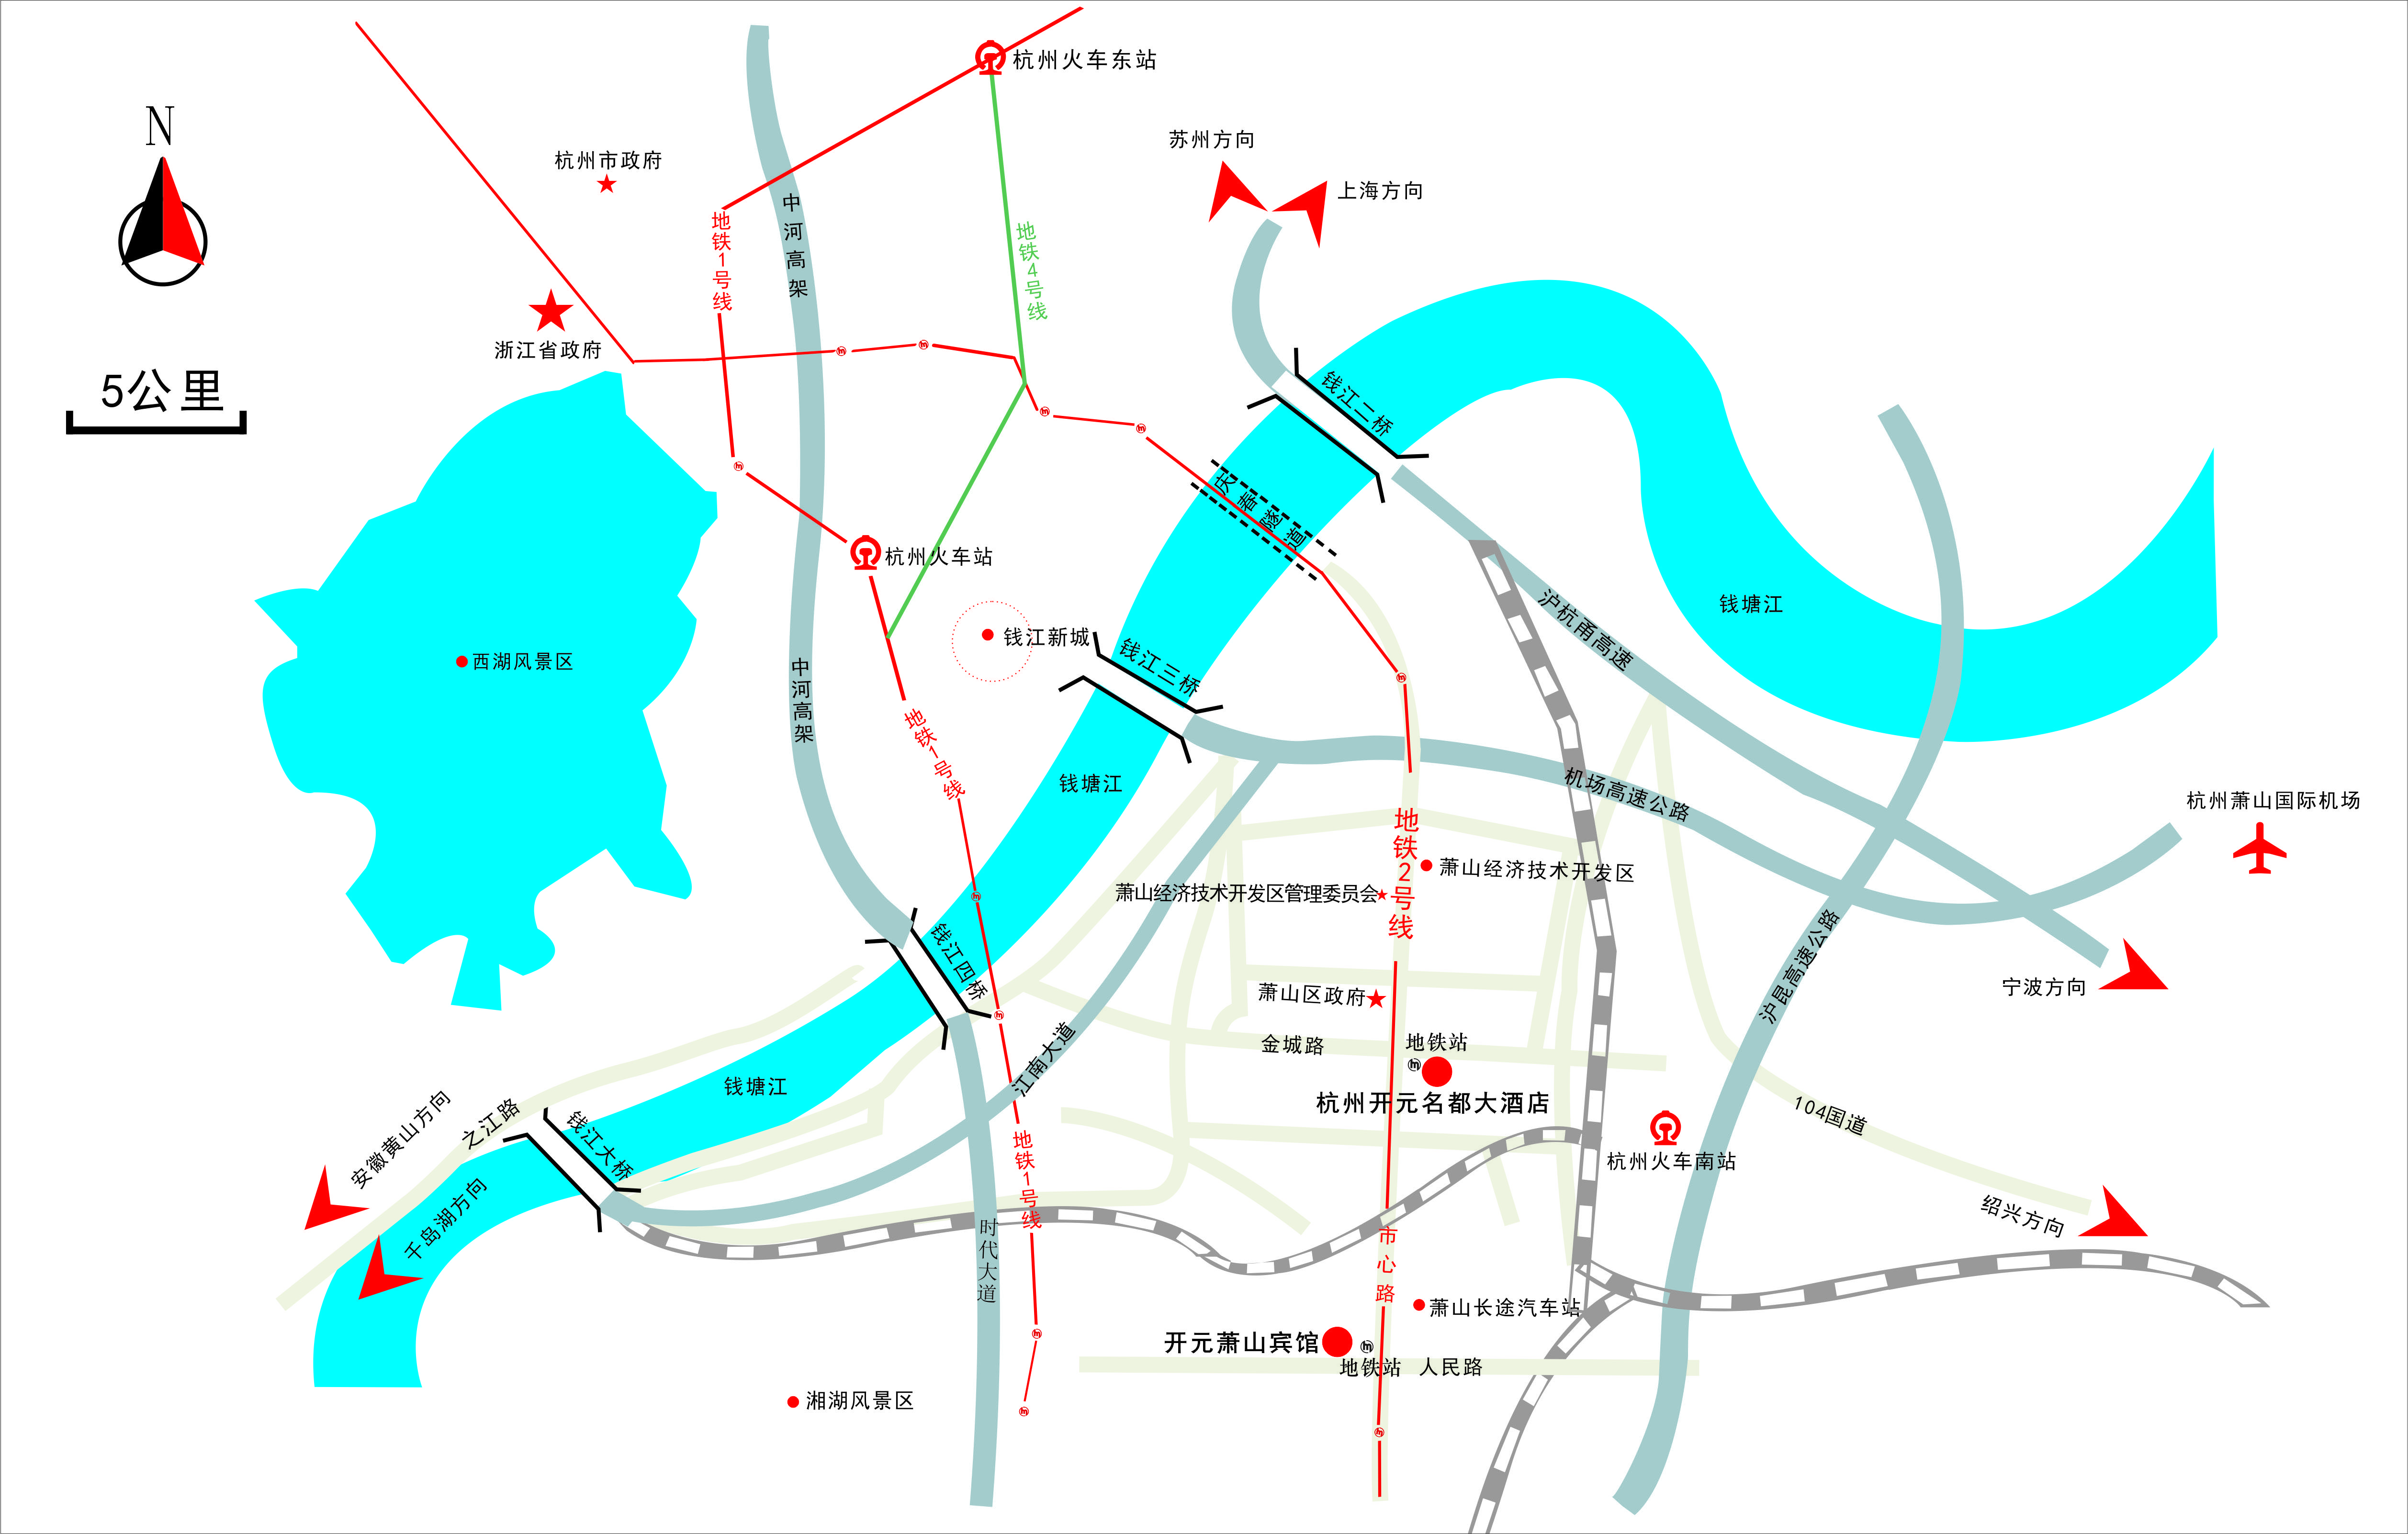 杭州火车东站
N
苏州方向
杭州市政府
上海方向
中河高架
地铁1号线
地铁4号线
浙江省政府
5公里
钱江二桥
庆春隧道
杭州火车站
沪杭甬高速
钱塘江
钱江新城
钱江三桥
西湖风景区
中河高架
地铁1号线
钱塘江
机场高速公路
杭州萧山国际机场
地铁2号线
萧山经济技术开发区
萧山经济技术开发区管理委员会
沪昆高速公路
钱江四桥
宁波方向
萧山区政府
金城路
地铁站
江南大道
钱塘江
杭州开元名都大酒店
104国道
安徽黄山方向
之江路
钱江大桥
地铁1号线
杭州火车南站
千岛湖方向
绍兴方向
时代大道
市心路
萧山长途汽车站
开元萧山宾馆
地铁站
人民路
湘湖风景区